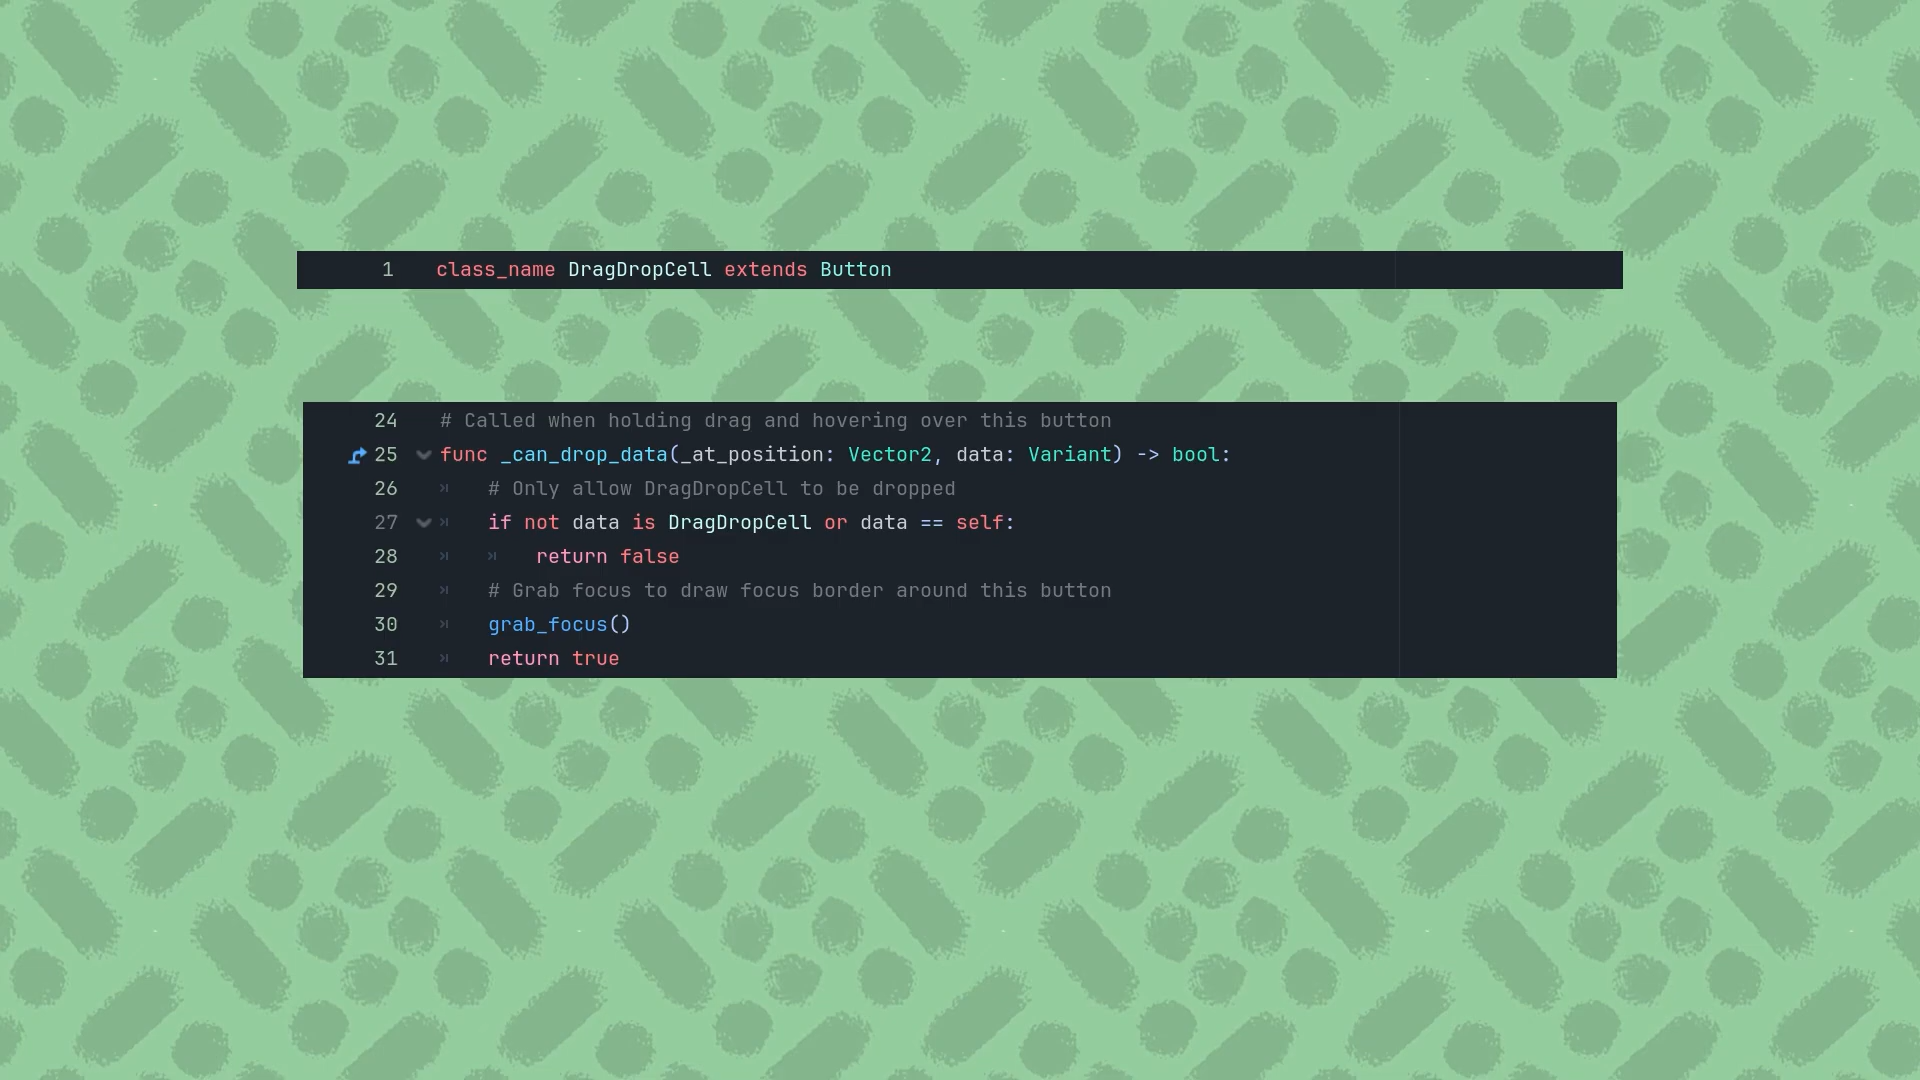 1 class_name DragDropCell extends Button
24 # Called when holding drag and hovering over this button
25 func _can_drop_data(_at_position: Vector2, data: Variant) -> bool:
26 # Only allow DragDropCell to be dropped
27 if not data is DragDropCell or data == self:
28 return false
29 # Grab focus to draw focus border around this button
30 grab_focus()
31 return true